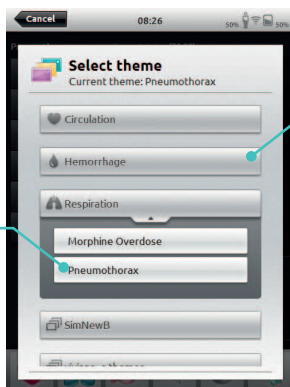 Cancel
08:26
50%
50%
Select theme
Current theme: Pneumothorax
Circulation
Hemorrhage
Respiration
Morphine Overdose
Pneumothorax
SimNewB